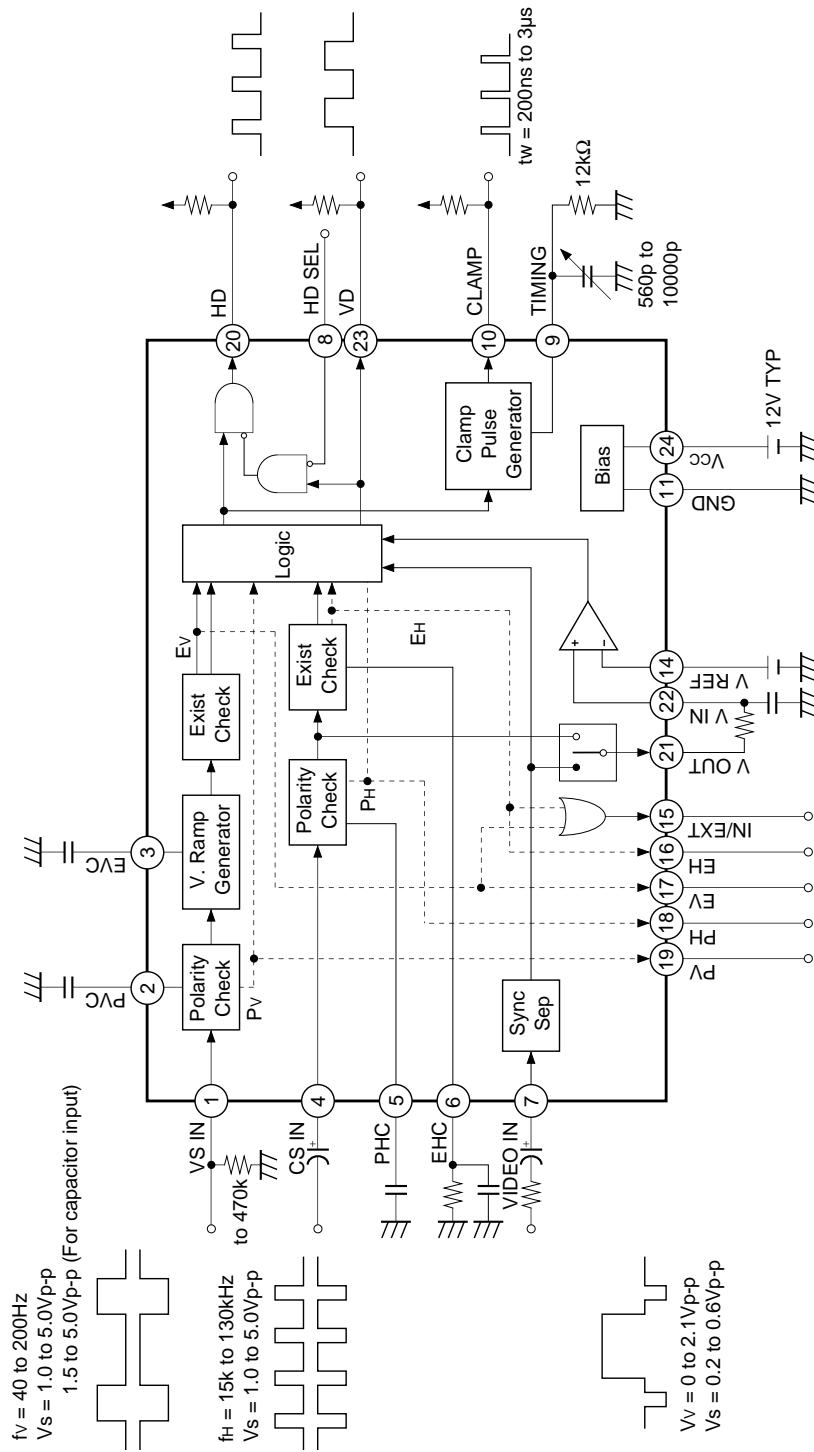 fV = 40 to 200Hz
VS = 1.0 to 5.0Vp-p
1.5 to 5.0Vp-p (For capacitor input)
fH = 15k to 130kHz
VS = 1.0 to 5.0Vp-p
VV = 0 to 2.1Vp-p
VS = 0.2 to 0.6Vp-p
VS IN
to 470k
CS IN
+
PHC
EHC
VIDEO IN
+
1
4
5
6
7
PVC
2
EVC
3
Polarity
Check
V. Ramp
Generator
Exist
Check
PV
EV
Polarity
Check
Exist
Check
PH
EH
Sync
Sep
Logic
Clamp
Pulse
Generator
Bias
+
−
19
18
17
16
15
21
22
14
11
24
PV
PH
EV
EH
IN/EXT
V OUT
V IN
V REF
GND
VCC
12V TYP
20
8
23
10
9
HD
HD SEL
VD
CLAMP
TIMING
560p to
10000p
12kΩ
tw = 200ns to 3μs